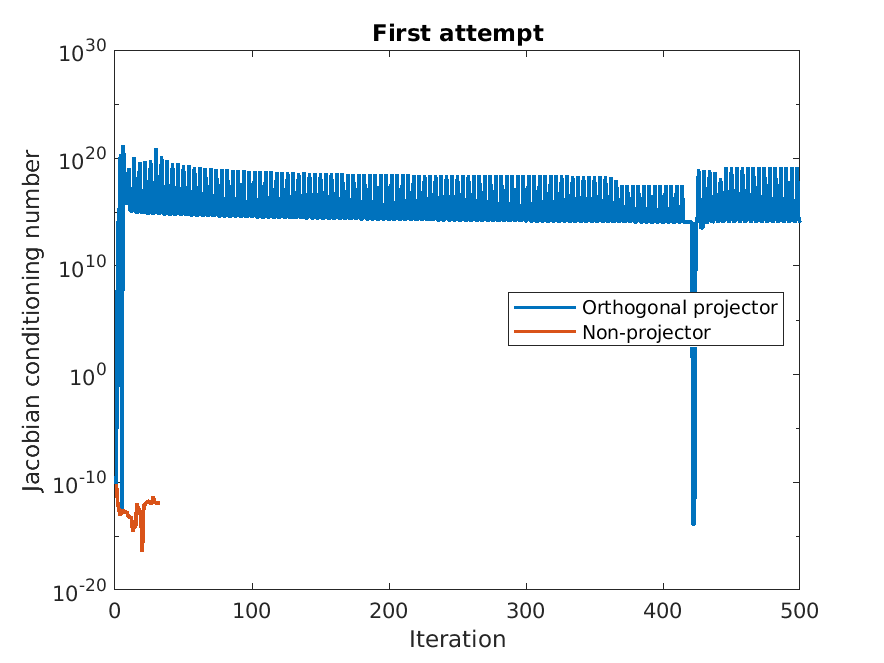 First attempt
Jacobian conditioning number
10^30
10^20
10^10
10^0
10^-10
10^-20
Orthogonal projector
Non-projector
0 100 200 300 400 500
Iteration